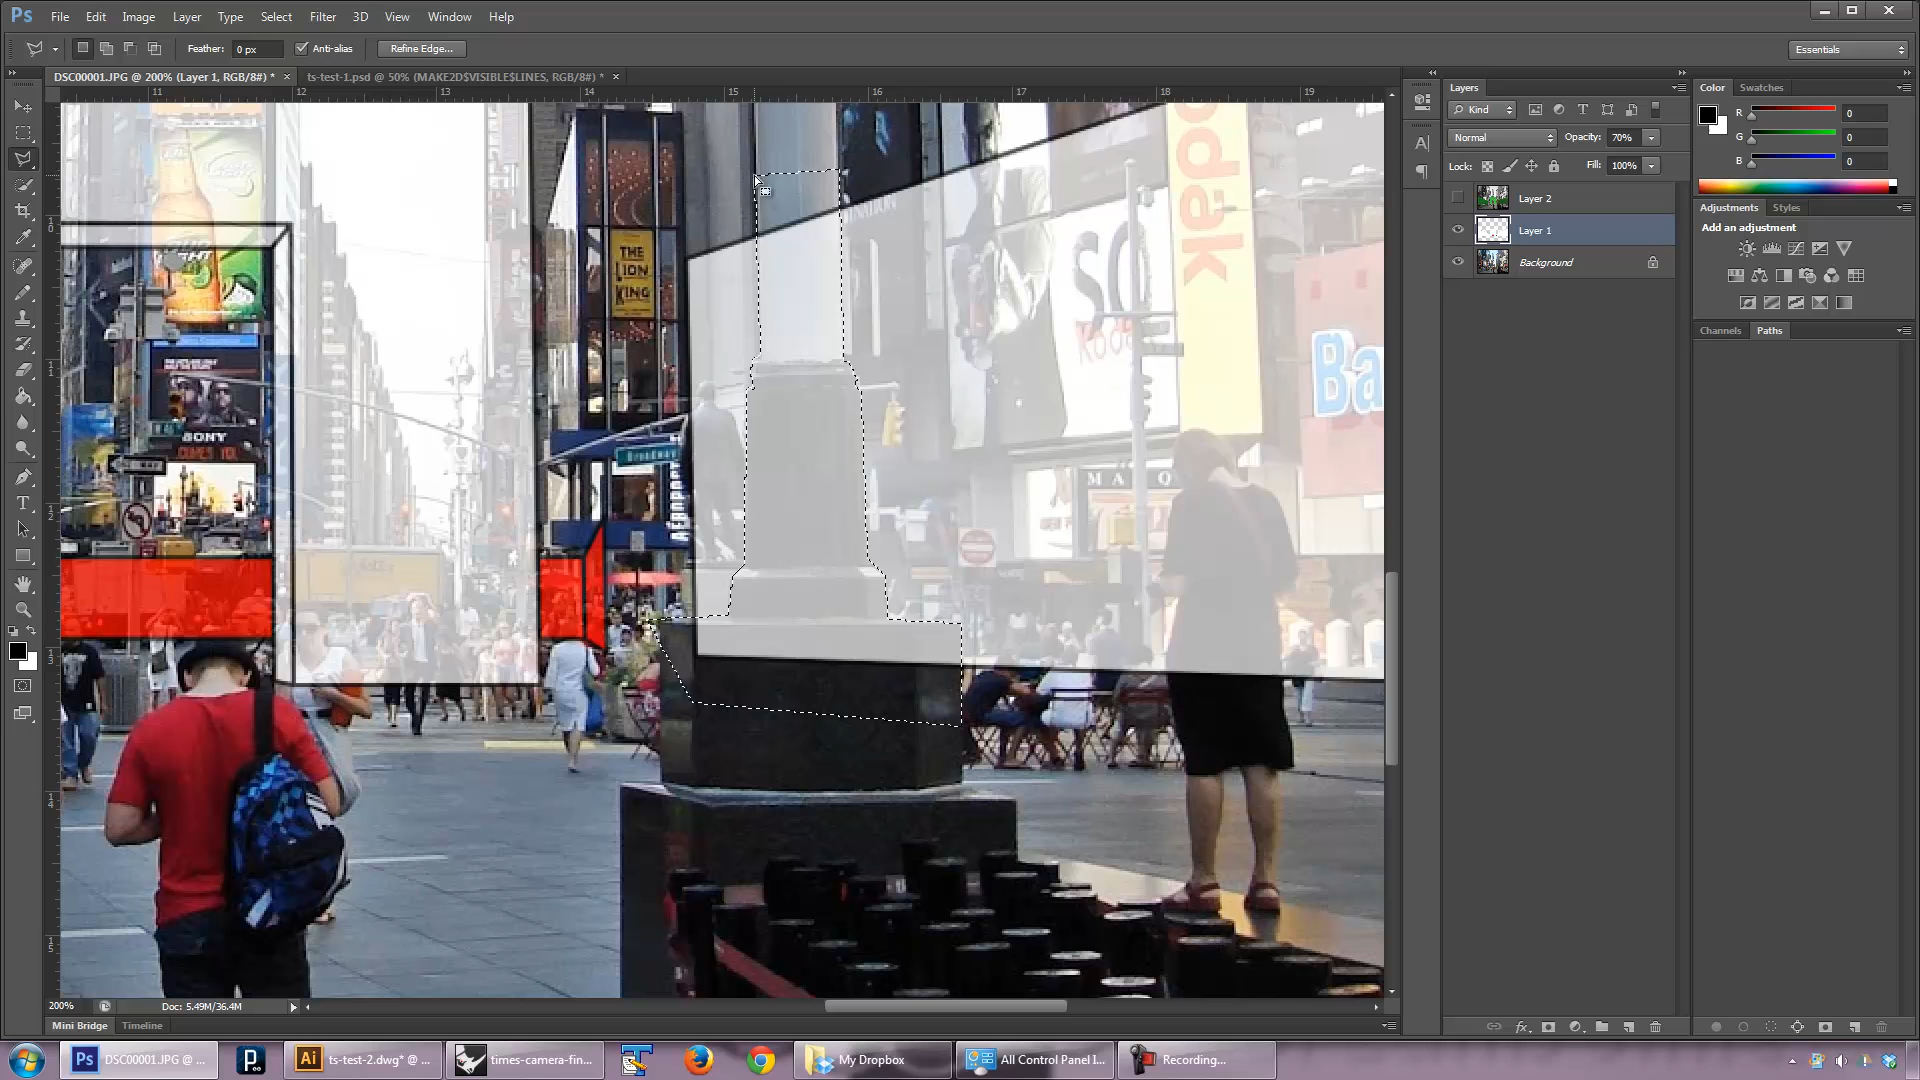 Ps File Edit Image Layer Type Select Filter 3D View Window Help
Feather: 0 px Anti-alias Refine Edge... Essentials
DSC00001.JPG @ 200% (Layer 1, RGB/8#) * × ts-test-1.psd @ 50% (MAKE2D$VISIBLE$LINES, RGB/8#) * ×
11 12 13 14 15 16 17 18 19
Layers
Kind
Normal Opacity: 70%
Lock: Fill: 100%
Layer 2
Layer 1
Background
Color Swatches
R 0
G 0
B 0
Adjustments Styles
Add an adjustment
Channels Paths
THE
LION
KING
Kodak
SONY
Broadway
AÉROPOSTALE
M A Q
Ba
200% Doc: 5.49M/36.4M
Mini Bridge Timeline
DSC00001.JPG @ ...
Ai ts-test-2.dwg* @ ...
times-camera-fin...
My Dropbox
All Control Panel I...
Recording...